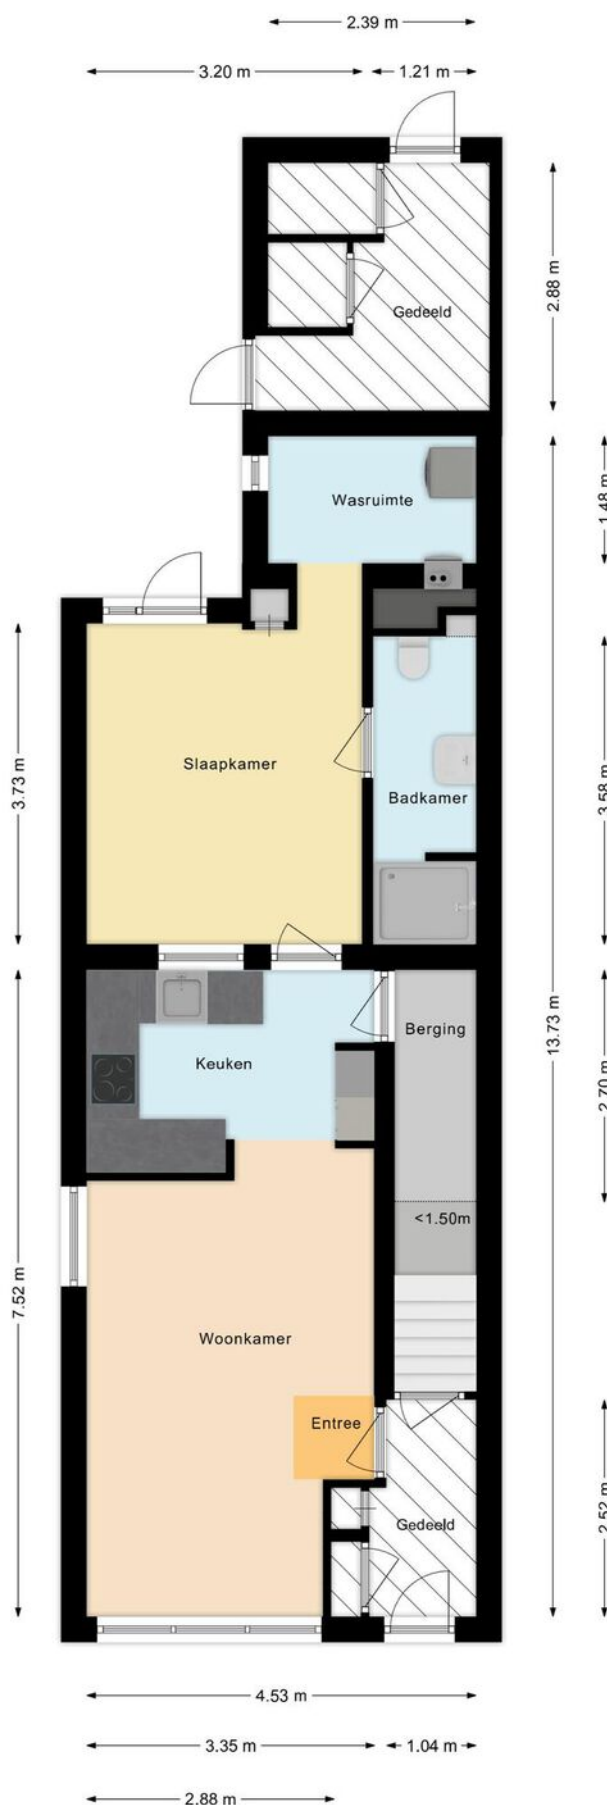 2.39 m
3.20 m
1.21 m
2.88 m
Gedeeld
1.48 m
Wasruimte
3.73 m
Slaapkamer
Badkamer
3.58 m
13.73 m
Berging
Keuken
2.70 m
<1.50m
7.52 m
Woonkamer
Entree
Gedeeld
2.52 m
4.53 m
3.35 m
1.04 m
2.88 m